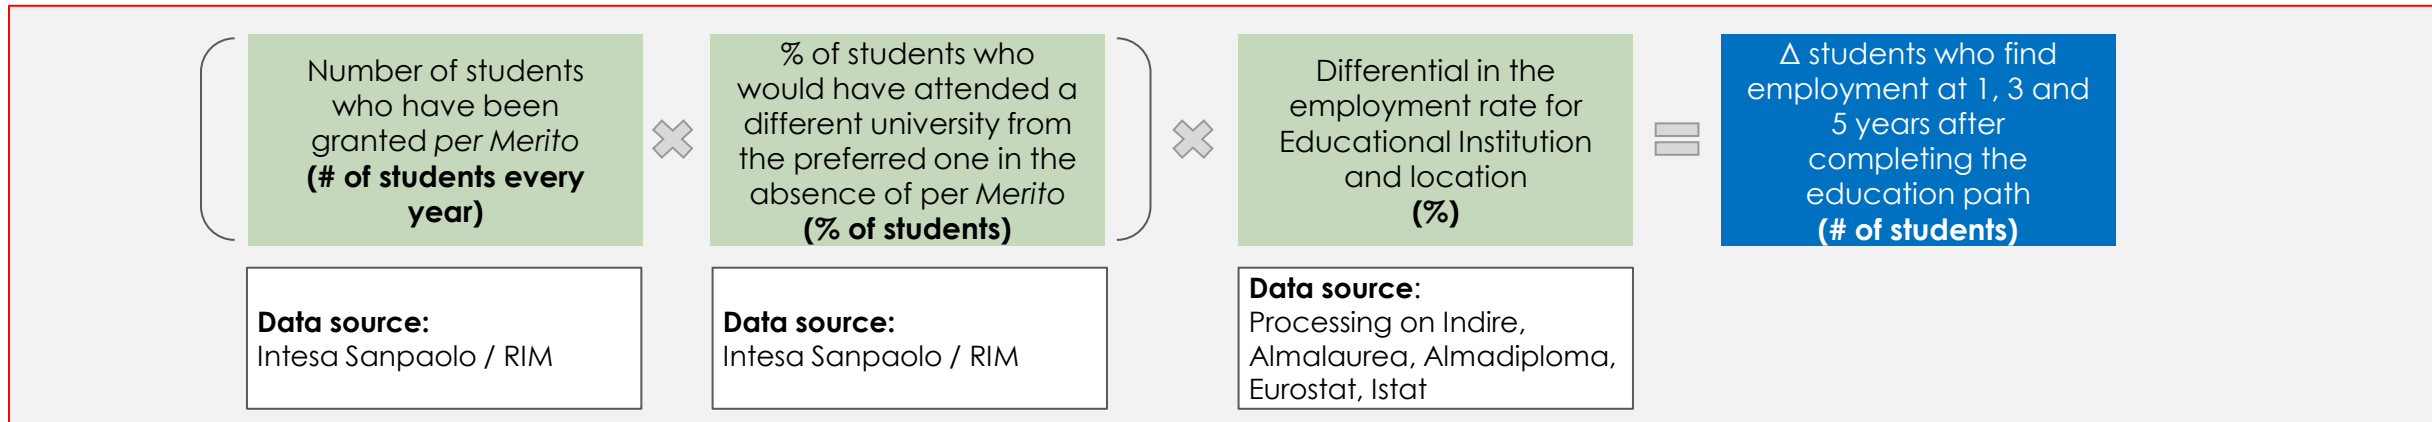 Number of students
who have been
granted per Merito
(# of students every
year)
% of students who
would have attended a
different university from
the preferred one in the
absence of per Merito
(% of students)
Differential in the
employment rate for
Educational Institution
and location
(%)
Δ students who find
employment at 1, 3 and
5 years after
completing the
education path
(# of students)
Data source:
Intesa Sanpaolo / RIM
Data source:
Intesa Sanpaolo / RIM
Data source:
Processing on Indire,
Almalaurea, Almadiploma,
Eurostat, Istat